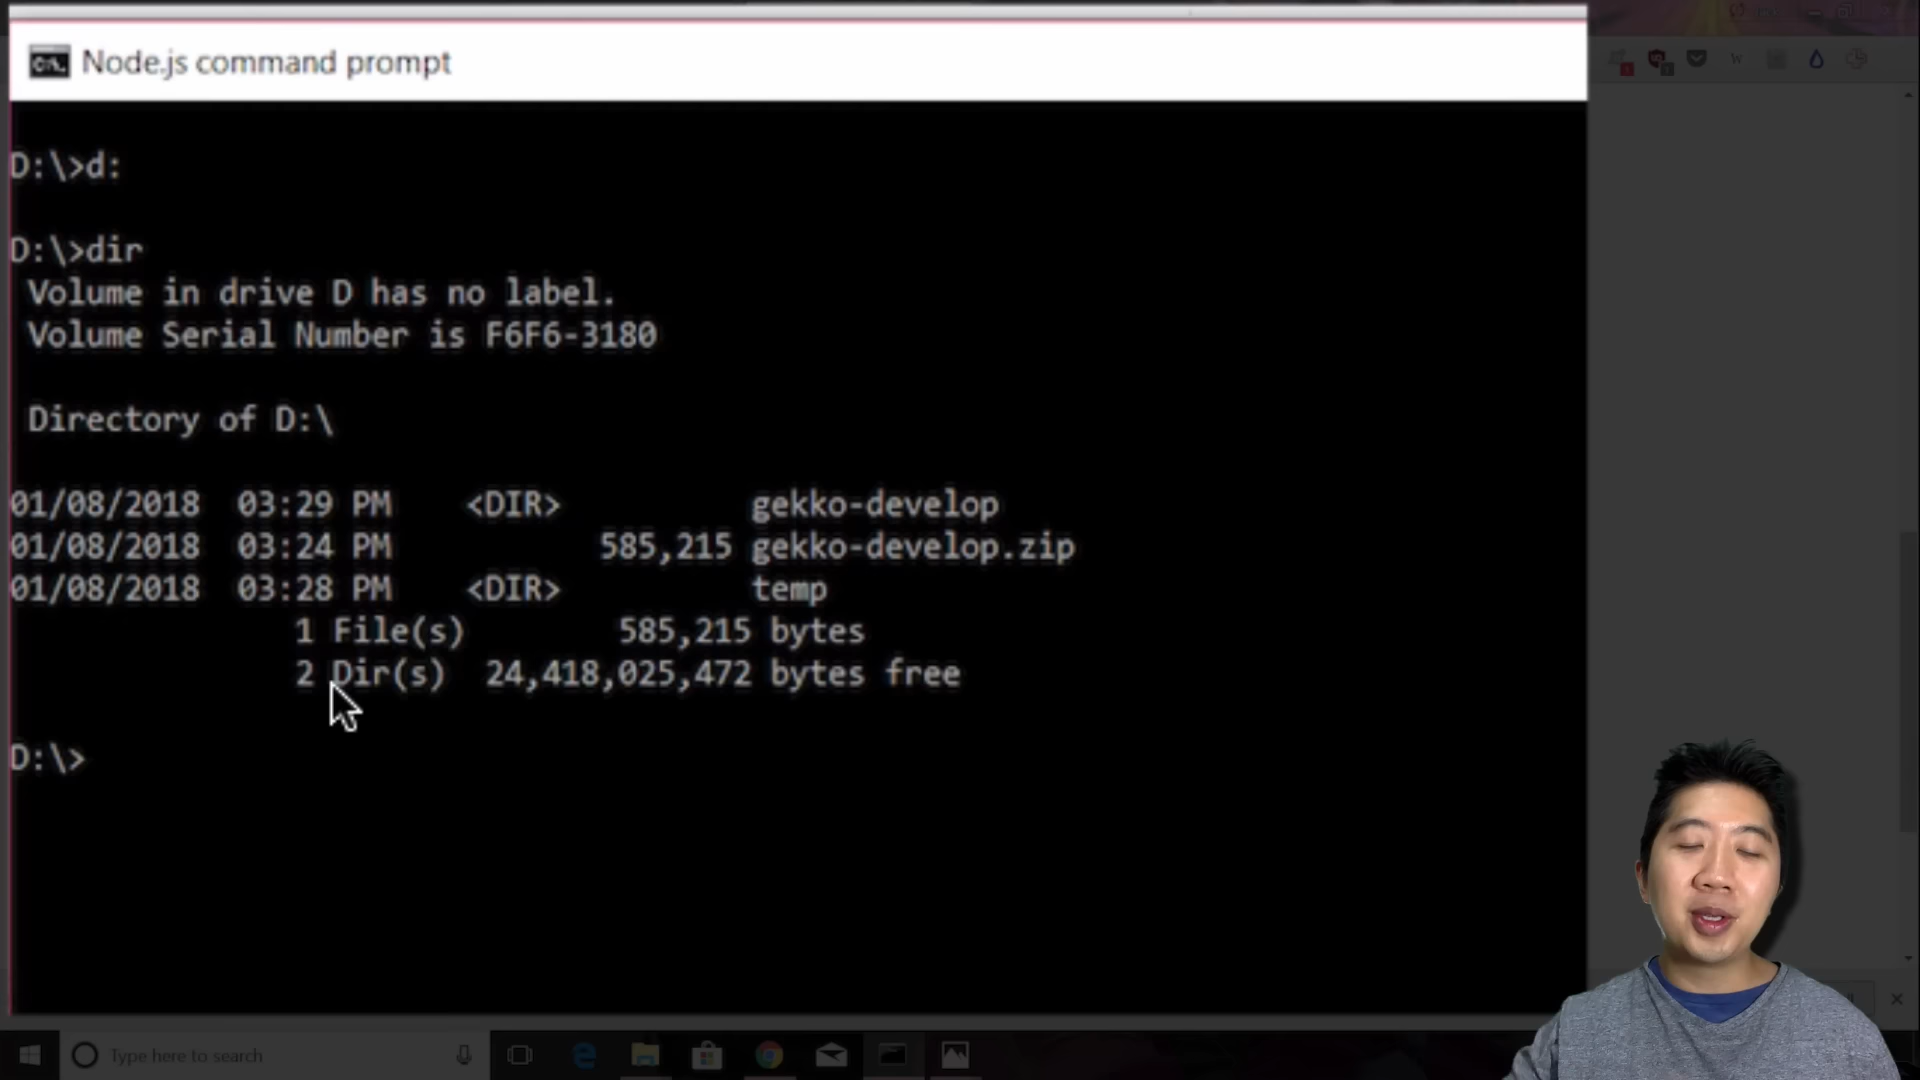 Node.js command prompt
D:\>d:
D:\>dir
Volume in drive D has no label.
Volume Serial Number is F6F6-3180
Directory of D:\
01/08/2018 03:29 PM <DIR> gekko-develop
01/08/2018 03:24 PM 585,215 gekko-develop.zip
01/08/2018 03:28 PM <DIR> temp
1 File(s) 585,215 bytes
2 Dir(s) 24,418,025,472 bytes free
D:\>
Type here to search